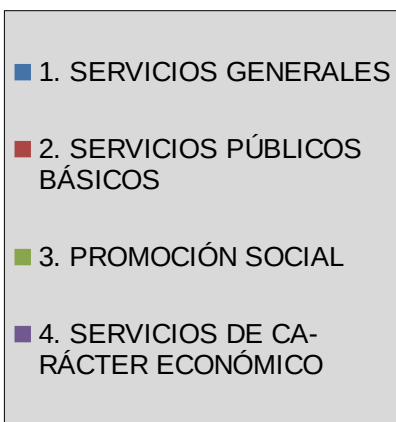 1. SERVICIOS GENERALES
2. SERVICIOS PÚBLICOS
BÁSICOS
3. PROMOCIÓN SOCIAL
4. SERVICIOS DE CA-
RÁCTER ECONÓMICO